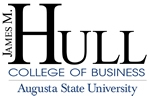 JAMES M. HULL
COLLEGE OF BUSINESS
Augusta State University